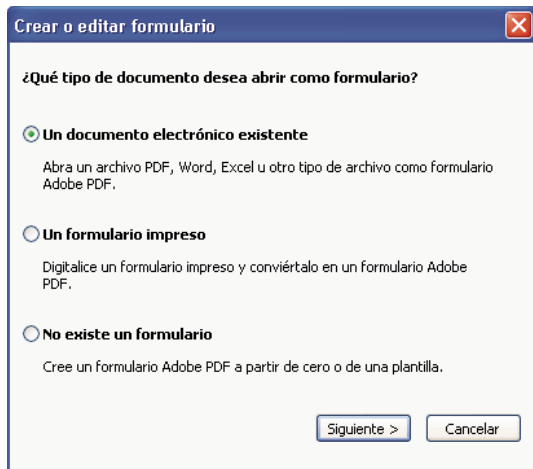 Crear o editar formulario
¿Qué tipo de documento desea abrir como formulario?
Un documento electrónico existente
Abra un archivo PDF, Word, Excel u otro tipo de archivo como formulario
Adobe PDF.
Un formulario impreso
Digitalice un formulario impreso y conviértalo en un formulario Adobe
PDF.
No existe un formulario
Cree un formulario Adobe PDF a partir de cero o de una plantilla.
Siguiente > Cancelar